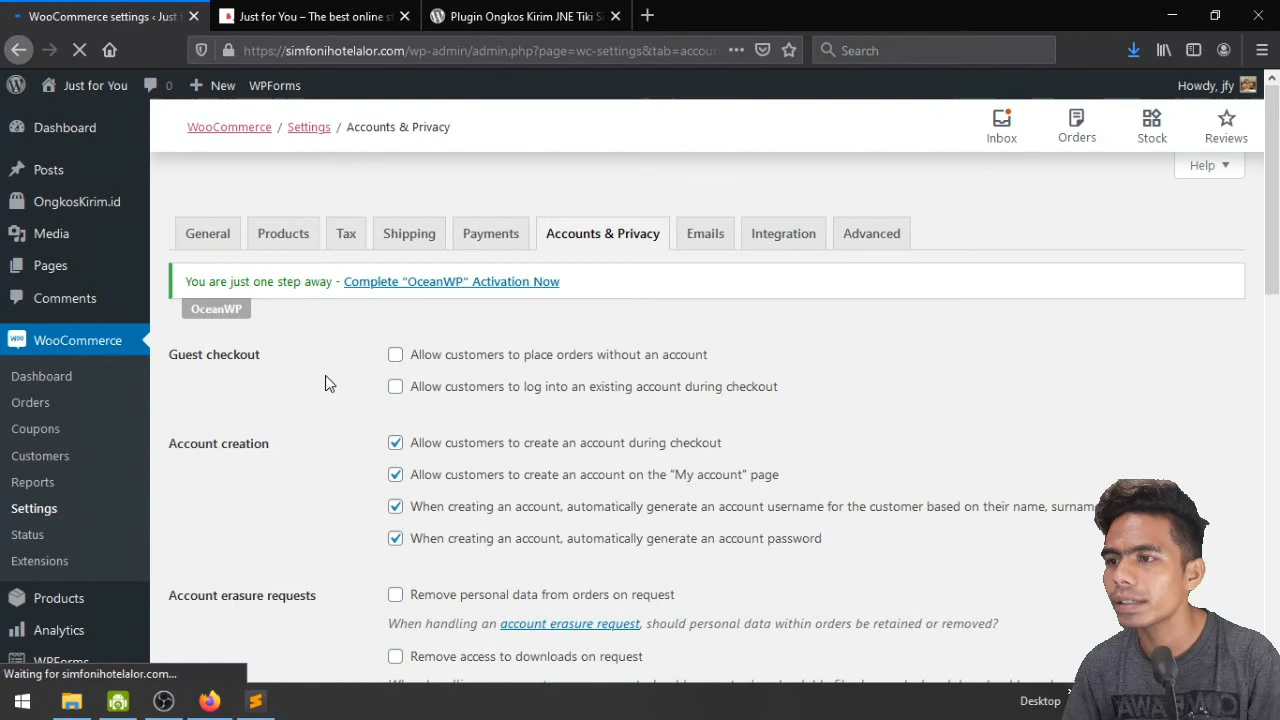 WooCommerce settings ‹ Just
Just for You – The best online s
Plugin Ongkos Kirim JNE Tiki
https://simfonihotelalor.com/wp-admin/admin.php?page=wc-settings&tab=accou
Search
Just for You
0
New
WPForms
Howdy, jfy
Dashboard
Posts
OngkosKirim.id
Media
Pages
Comments
WooCommerce
Dashboard
Orders
Coupons
Customers
Reports
Settings
Status
Extensions
Products
Analytics
WPForms
WooCommerce / Settings / Accounts & Privacy
Inbox
Orders
Stock
Reviews
Help
General
Products
Tax
Shipping
Payments
Accounts & Privacy
Emails
Integration
Advanced
You are just one step away - Complete "OceanWP" Activation Now
OceanWP
Guest checkout
Allow customers to place orders without an account
Allow customers to log into an existing account during checkout
Account creation
Allow customers to create an account during checkout
Allow customers to create an account on the "My account" page
When creating an account, automatically generate an account username for the customer based on their name, surnam
When creating an account, automatically generate an account password
Account erasure requests
Remove personal data from orders on request
When handling an account erasure request, should personal data within orders be retained or removed?
Remove access to downloads on request
Waiting for simfonihotelalor.com...
Desktop